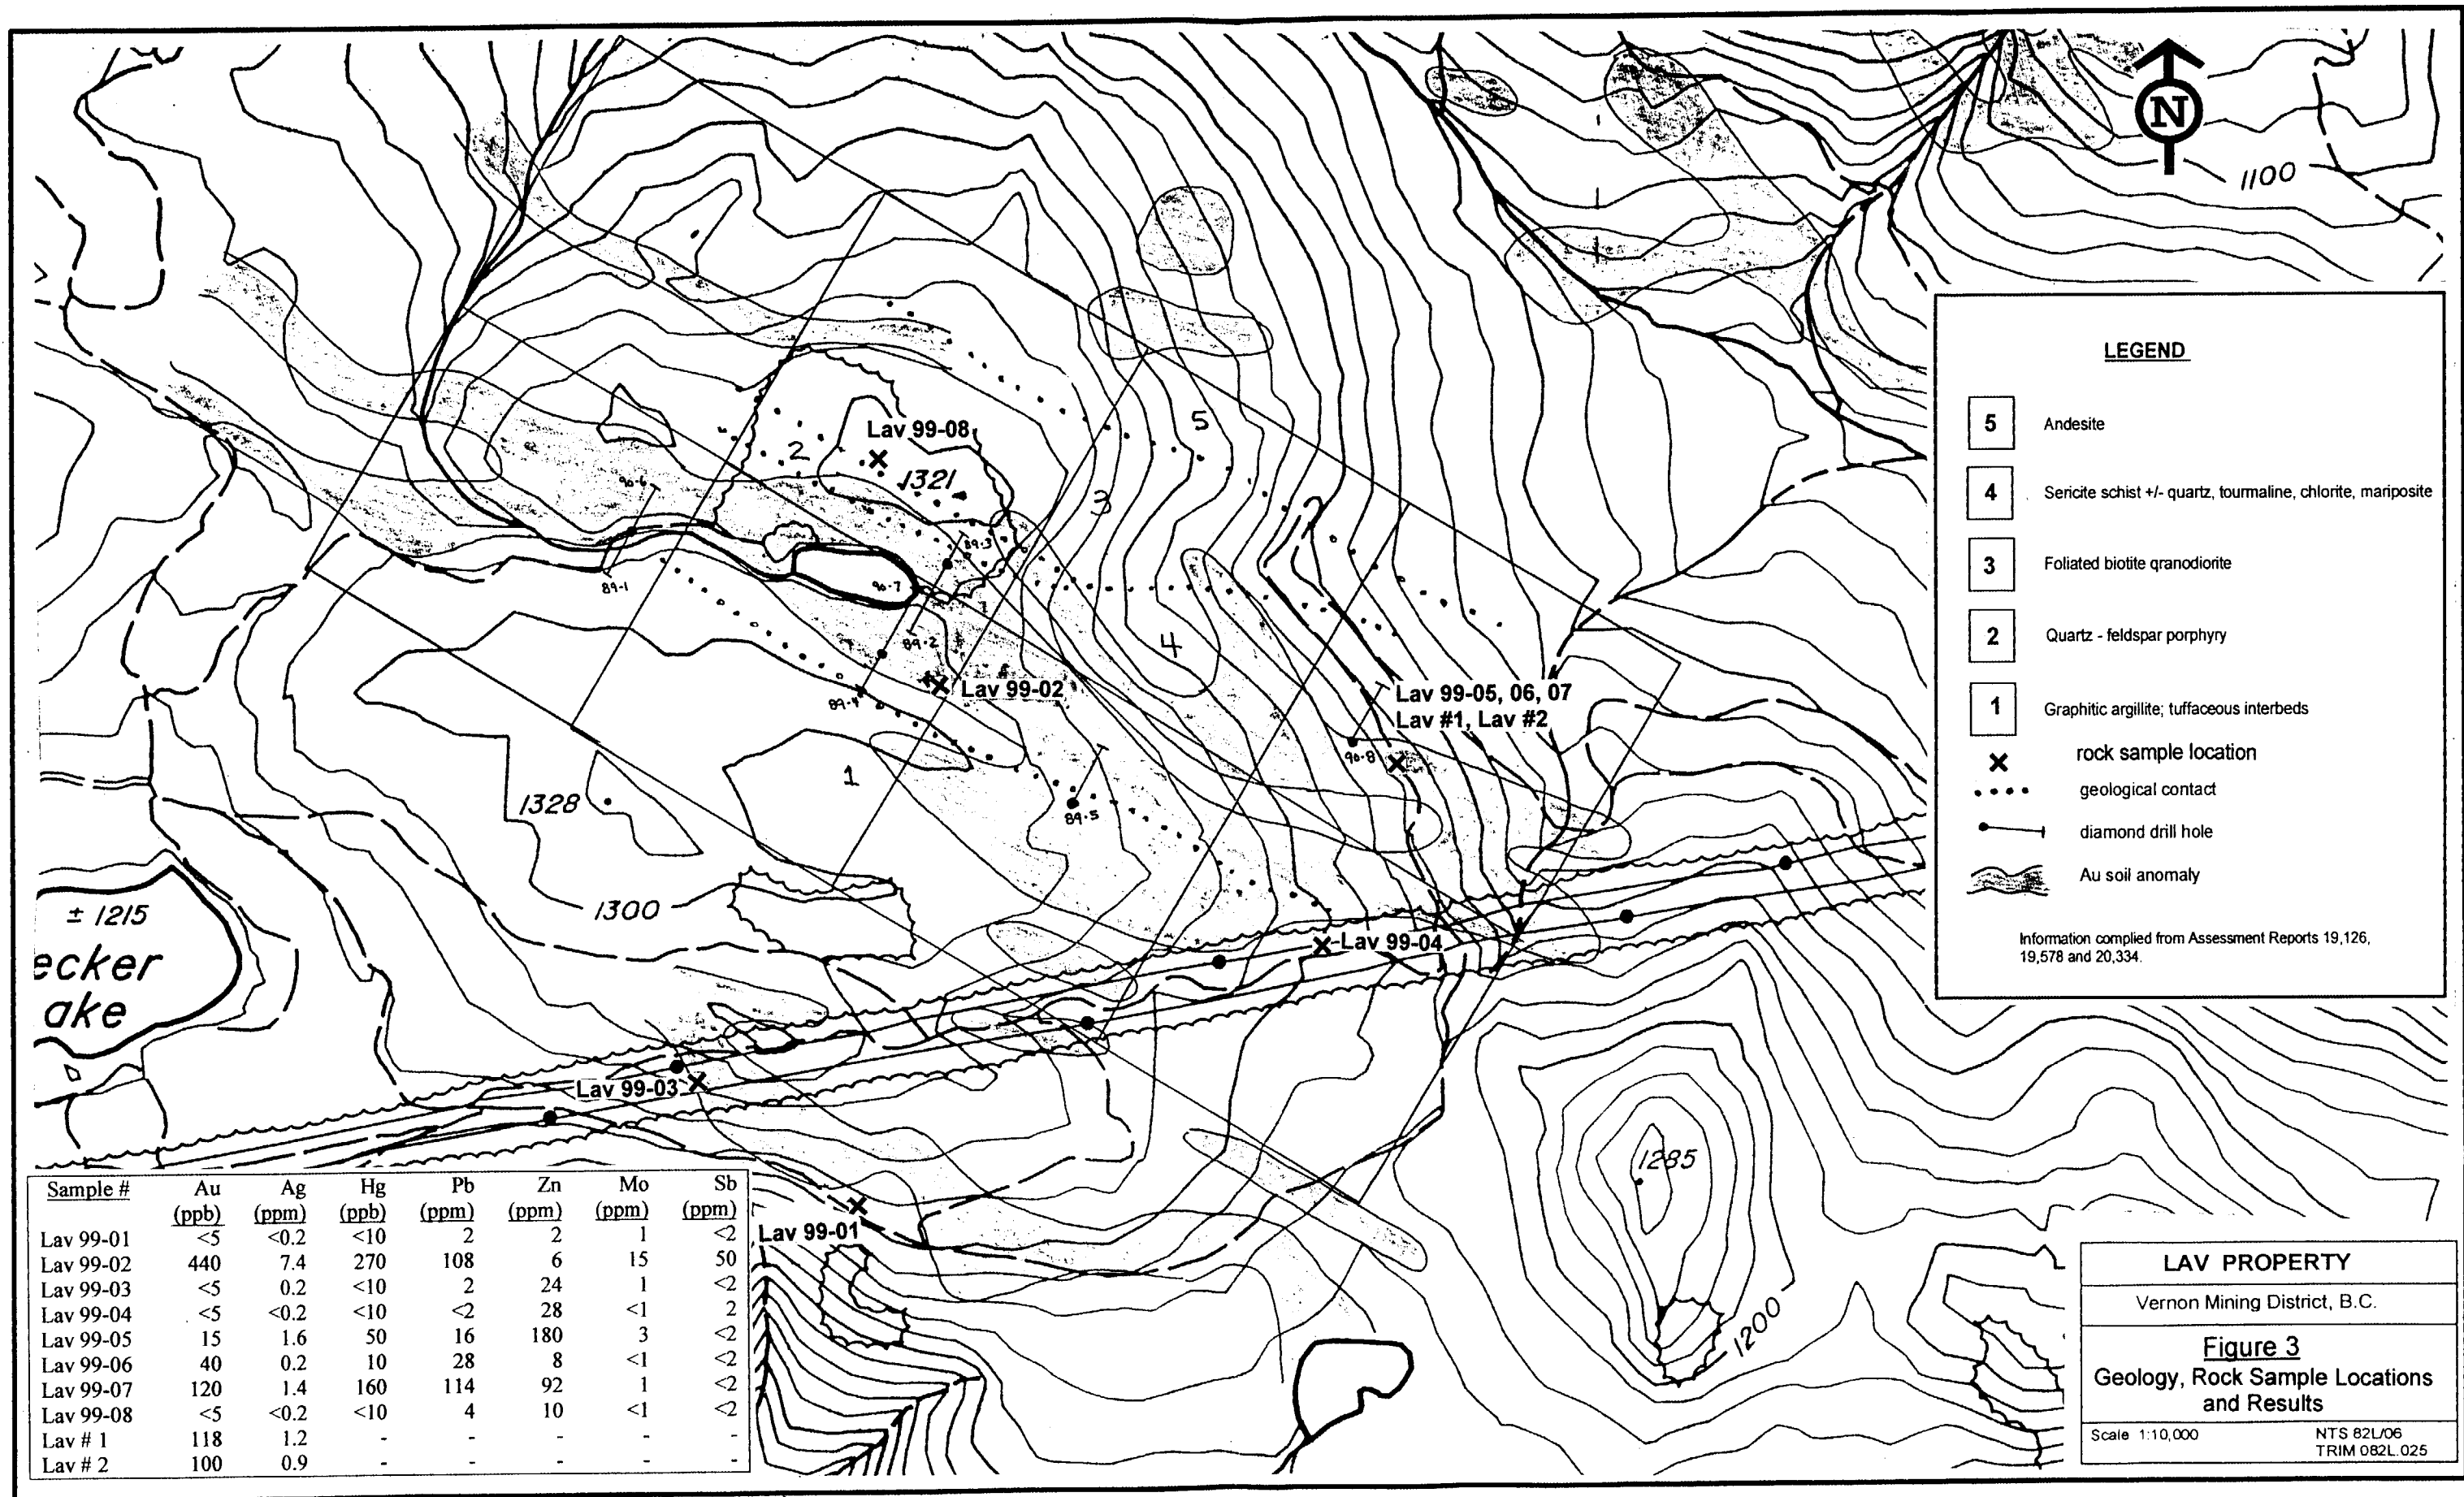 N
1100
LEGEND
5 Andesite
4 Sericite schist +/- quartz, tourmaline, chlorite, mariposite
3 Foliated biotite qranodiorite
2 Quartz - feldspar porphyry
1 Graphitic argillite; tuffaceous interbeds
rock sample location
geological contact
diamond drill hole
Au soil anomaly
Information complied from Assessment Reports 19,126,
19,578 and 20,334.
5
Lav 99-08
2
1321
90-6
3
89-3
89-1
90-7
1
89-2
4
Lav 99-02
89-4
Lav 99-05, 06, 07
Lav #1, Lav #2
90-8
1
1328
89-5
1300
± 1215
ecker
ake
Lav 99-04
Lav 99-03
1285
Lav 99-01
1200
Sample # Au Ag Hg Pb Zn Mo Sb
(ppb) (ppm) (ppb) (ppm) (ppm) (ppm) (ppm)
Lav 99-01 <5 <0.2 <10 2 2 1 <2
Lav 99-02 440 7.4 270 108 6 15 50
Lav 99-03 <5 0.2 <10 2 24 1 <2
Lav 99-04 <5 <0.2 <10 <2 28 <1 2
Lav 99-05 15 1.6 50 16 180 3 <2
Lav 99-06 40 0.2 10 28 8 <1 <2
Lav 99-07 120 1.4 160 114 92 1 <2
Lav 99-08 <5 <0.2 <10 4 10 <1 <2
Lav # 1 118 1.2 - - - - -
Lav # 2 100 0.9 - - - - -
LAV PROPERTY
Vernon Mining District, B.C.
Figure 3
Geology, Rock Sample Locations
and Results
Scale 1:10,000 NTS 82L/06
TRIM 082L.025